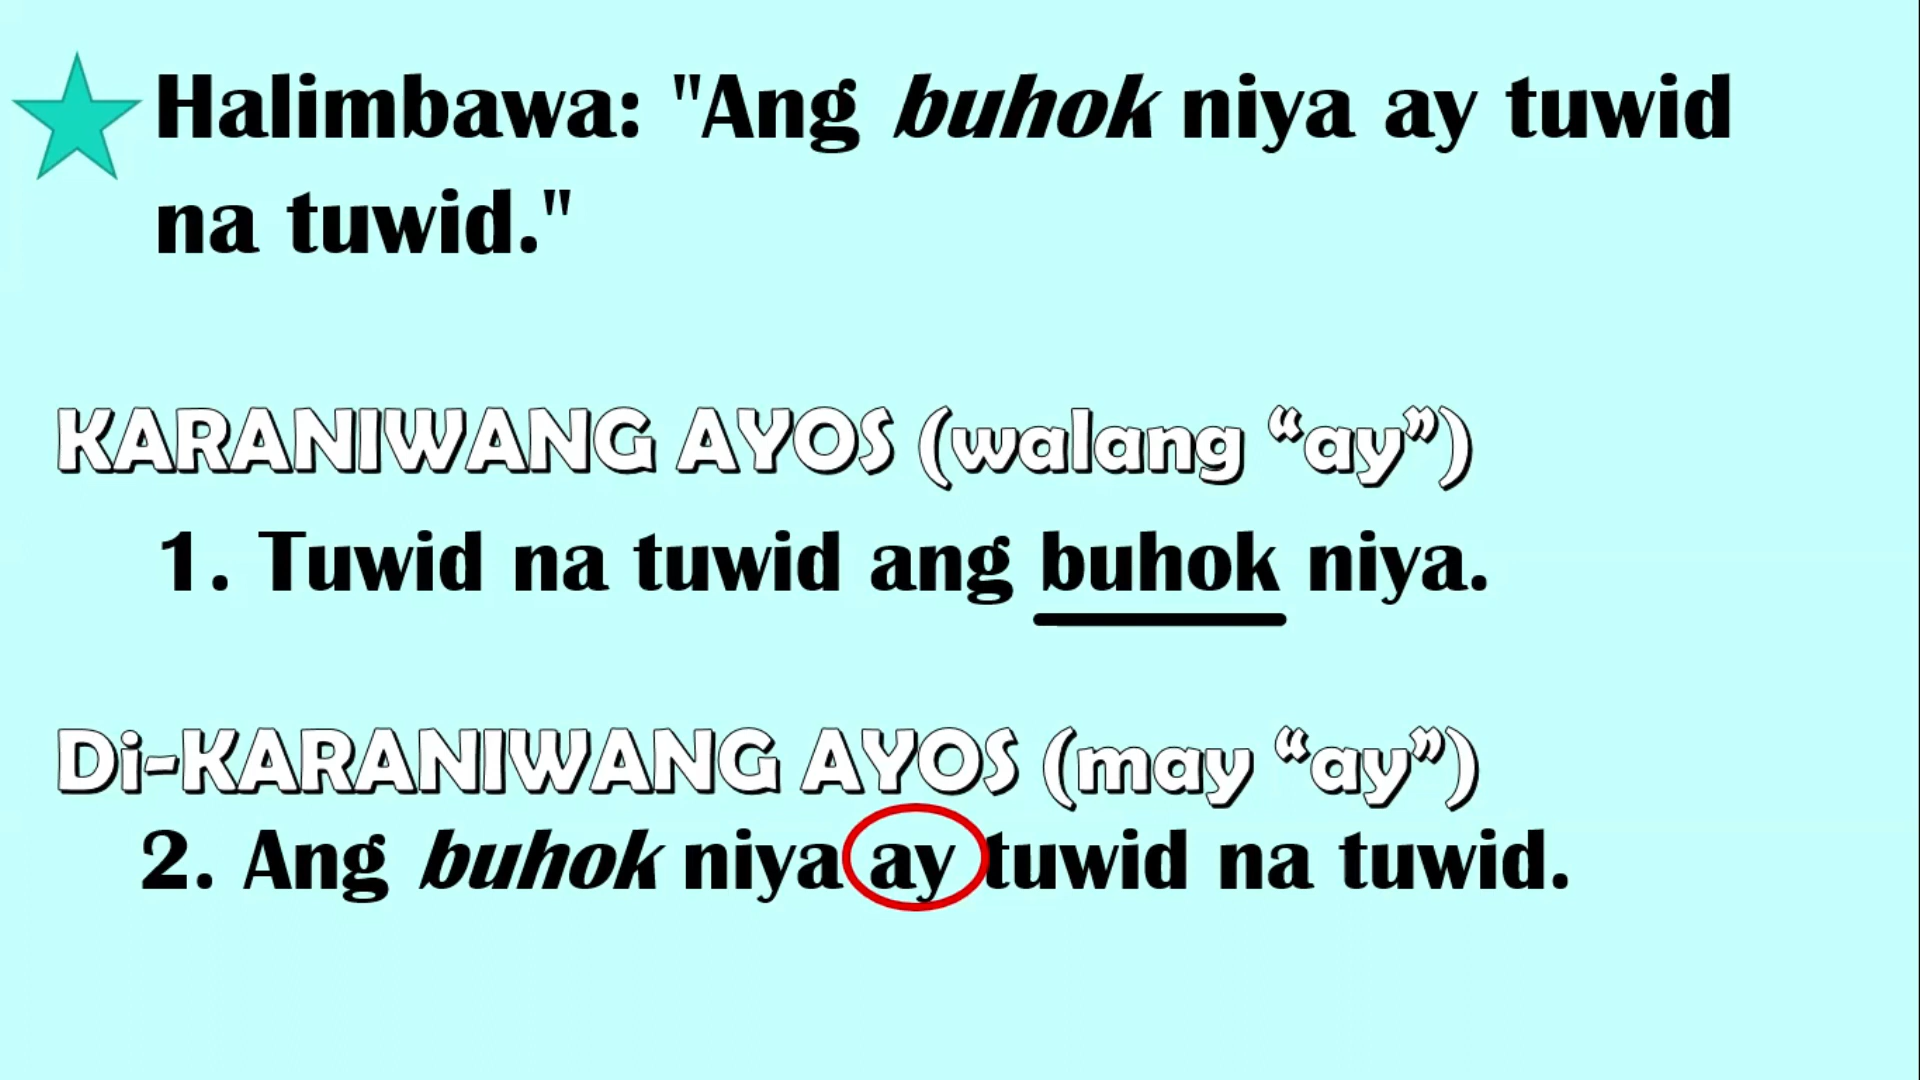 Halimbawa: "Ang buhok niya ay tuwid
na tuwid."
KARANIWANG AYOS (walang “ay”)
1. Tuwid na tuwid ang buhok niya.
Di-KARANIWANG AYOS (may “ay”)
2. Ang buhok niya ay tuwid na tuwid.